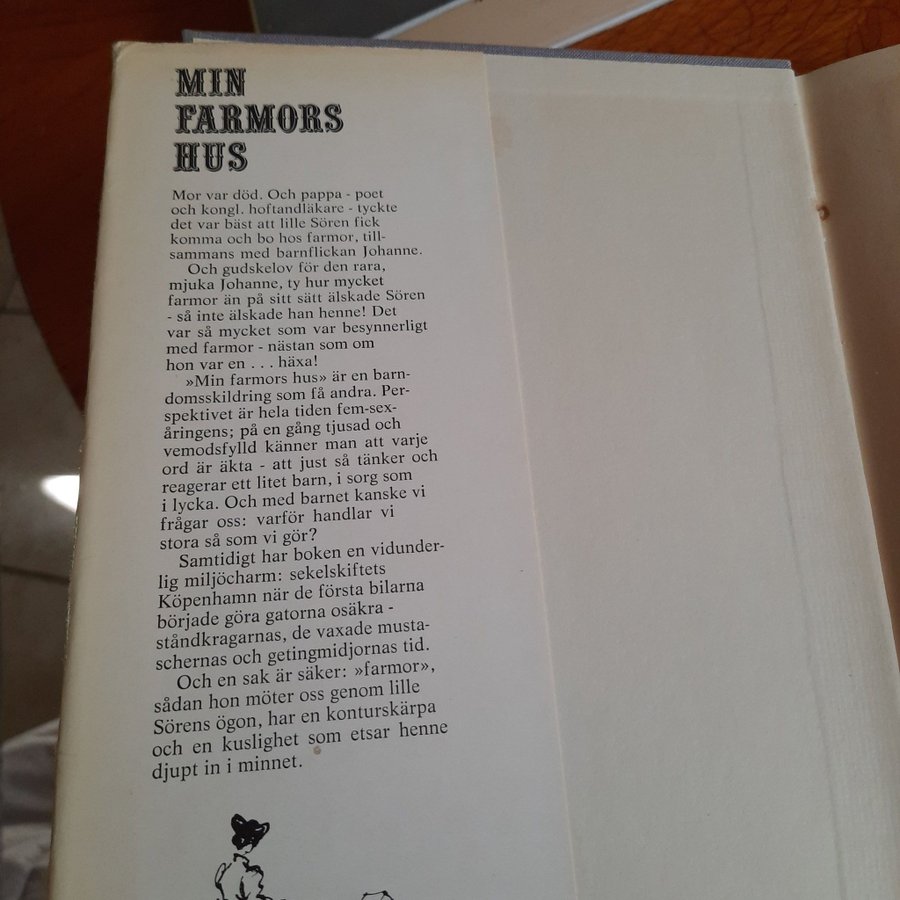 MIN
FARMORS
HUS
Mor var död. Och pappa - poet
och kongl. hoftandläkare - tyckte
det var bäst att lille Sören fick
komma och bo hos farmor, till-
sammans med barnflickan Johanne.
Och gudskelov för den rara,
mjuka Johanne, ty hur mycket
farmor än på sitt sätt älskade Sören
- så inte älskade han henne! Det
var så mycket som var besynnerligt
med farmor - nästan som om
hon var en . . . häxa!
»Min farmors hus» är en barn-
domsskildring som få andra. Per-
spektivet är hela tiden fem-sex-
åringens; på en gång tjusad och
vemodsfylld känner man att varje
ord är äkta - att just så tänker och
reagerar ett litet barn, i sorg som
i lycka. Och med barnet kanske vi
frågar oss: varför handlar vi
stora så som vi gör?
Samtidigt har boken en vidunder-
lig miljöcharm: sekelskiftets
Köpenhamn när de första bilarna
började göra gatorna osäkra -
ståndkragarnas, de vaxade musta-
schernas och getingmidjornas tid.
Och en sak är säker: »farmor»,
sådan hon möter oss genom lille
Sörens ögon, har en konturskärpa
och en kuslighet som etsar henne
djupt in i minnet.